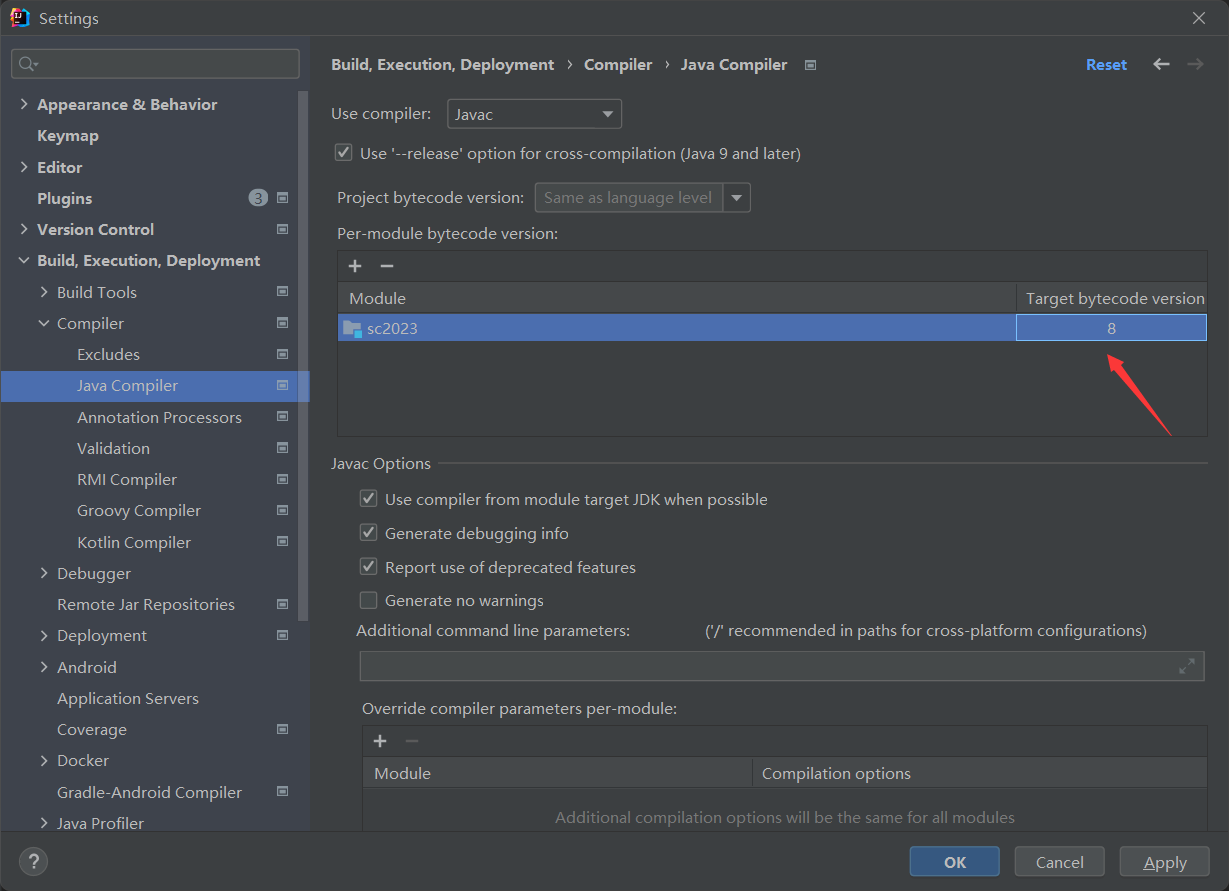 Settings
Appearance & Behavior
Keymap
Editor
Plugins 3
Version Control
Build, Execution, Deployment
Build Tools
Compiler
Excludes
Java Compiler
Annotation Processors
Validation
RMI Compiler
Groovy Compiler
Kotlin Compiler
Debugger
Remote Jar Repositories
Deployment
Android
Application Servers
Coverage
Docker
Gradle-Android Compiler
Java Profiler
Build, Execution, Deployment › Compiler › Java Compiler
Reset
Use compiler: Javac
Use '--release' option for cross-compilation (Java 9 and later)
Project bytecode version: Same as language level
Per-module bytecode version:
Module Target bytecode version
sc2023 8
Javac Options
Use compiler from module target JDK when possible
Generate debugging info
Report use of deprecated features
Generate no warnings
Additional command line parameters: ('/' recommended in paths for cross-platform configurations)
Override compiler parameters per-module:
Module Compilation options
Additional compilation options will be the same for all modules
? OK Cancel Apply